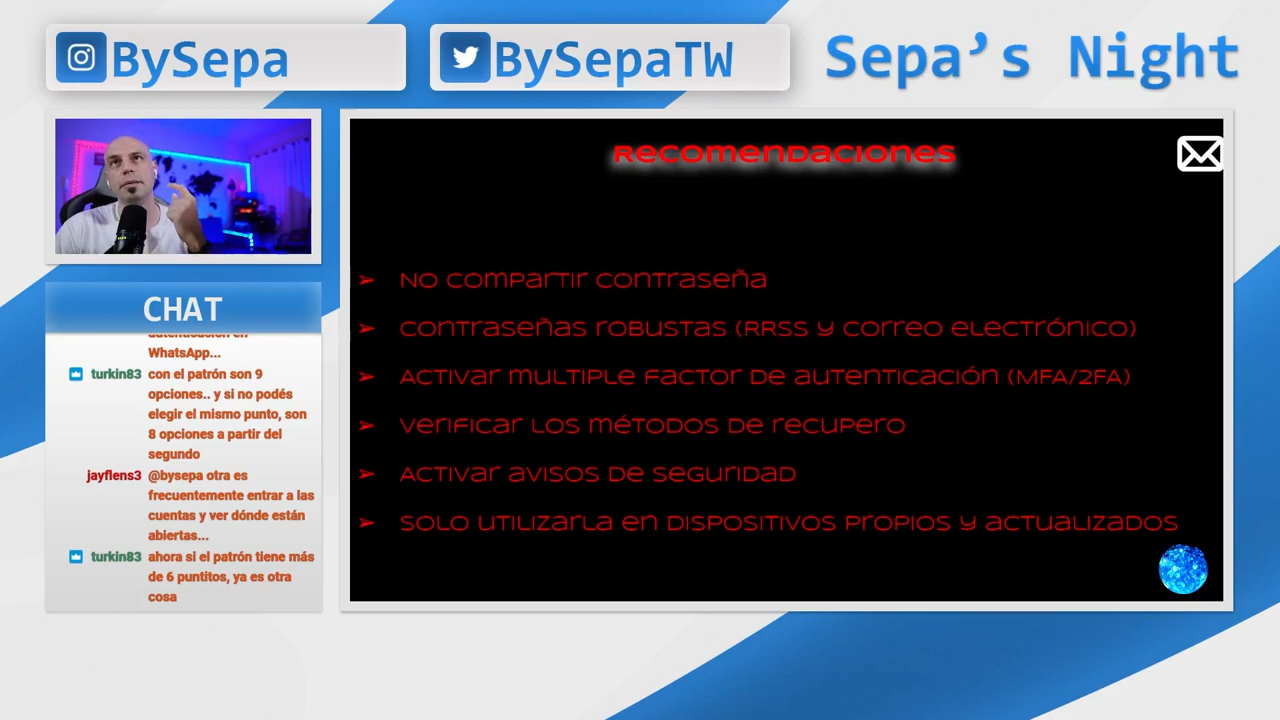 BySepa
BySepaTW
Sepa's Night
CHAT
WhatsApp...
turkin83 con el patrón son 9
opciones.. y si no podés
elegir el mismo punto, son
8 opciones a partir del
segundo
jayflens3 @bysepa otra es
frecuentemente entrar a las
cuentas y ver dónde están
abiertas...
turkin83 ahora si el patrón tiene más
de 6 puntitos, ya es otra
cosa
Recomendaciones
➢ No compartir contraseña
➢ Contraseñas robustas (RRSS y correo electrónico)
➢ Activar multiple factor de autenticación (MFA/2FA)
➢ Verificar los métodos de recupero
➢ Activar avisos de seguridad
➢ Solo utilizarla en dispositivos propios y actualizados